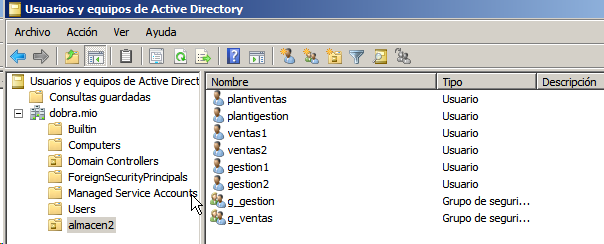 Usuarios y equipos de Active Directory
Archivo Acción Ver Ayuda
Usuarios y equipos de Active Direct
Consultas guardadas
dobra.mio
Builtin
Computers
Domain Controllers
ForeignSecurityPrincipals
Managed Service Accounts
Users
almacen2
Nombre Tipo Descripción
plantiventas Usuario
plantigestion Usuario
ventas1 Usuario
ventas2 Usuario
gestion1 Usuario
gestion2 Usuario
g_gestion Grupo de seguri...
g_ventas Grupo de seguri...